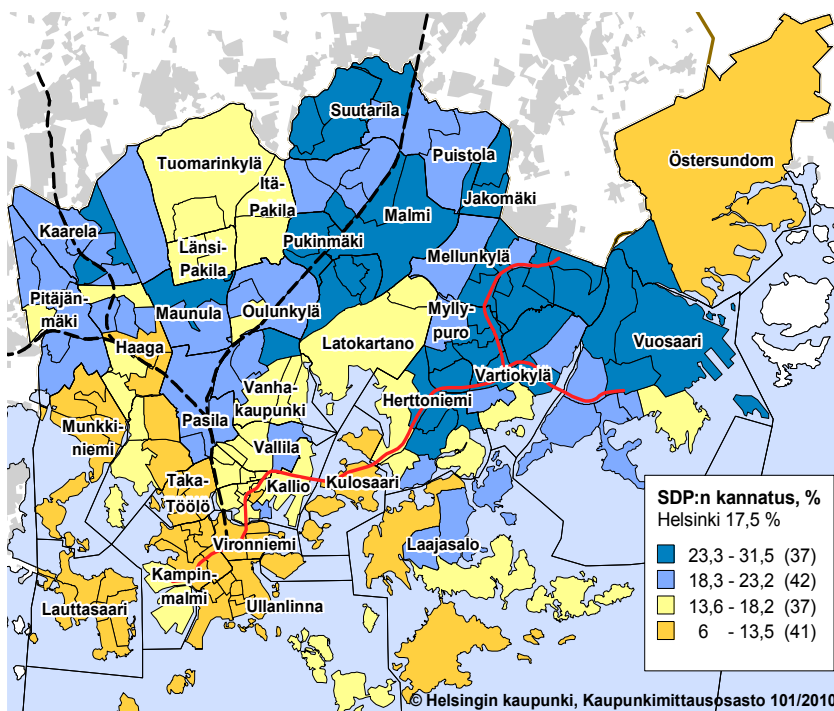 Suutarila
Puistola
Östersundom
Tuomarinkylä
Itä-
Pakila
Jakomäki
Malmi
Kaarela
Pukinmäki
Länsi-
Pakila
Mellunkylä
Pitäjän-
mäki
Maunula
Oulunkylä
Mylly-
puro
Vuosaari
Haaga
Latokartano
Vartiokylä
Vanha-
kaupunki
Herttoniemi
Munkki-
niemi
Pasila
Vallila
Taka-
Töölö
Kallio
Kulosaari
Vironniemi
Laajasalo
Kampin-
malmi
Lauttasaari
Ullanlinna
SDP:n kannatus, %
Helsinki 17,5 %
23,3 - 31,5 (37)
18,3 - 23,2 (42)
13,6 - 18,2 (37)
6 - 13,5 (41)
© Helsingin kaupunki, Kaupunkimittausosasto 101/2010